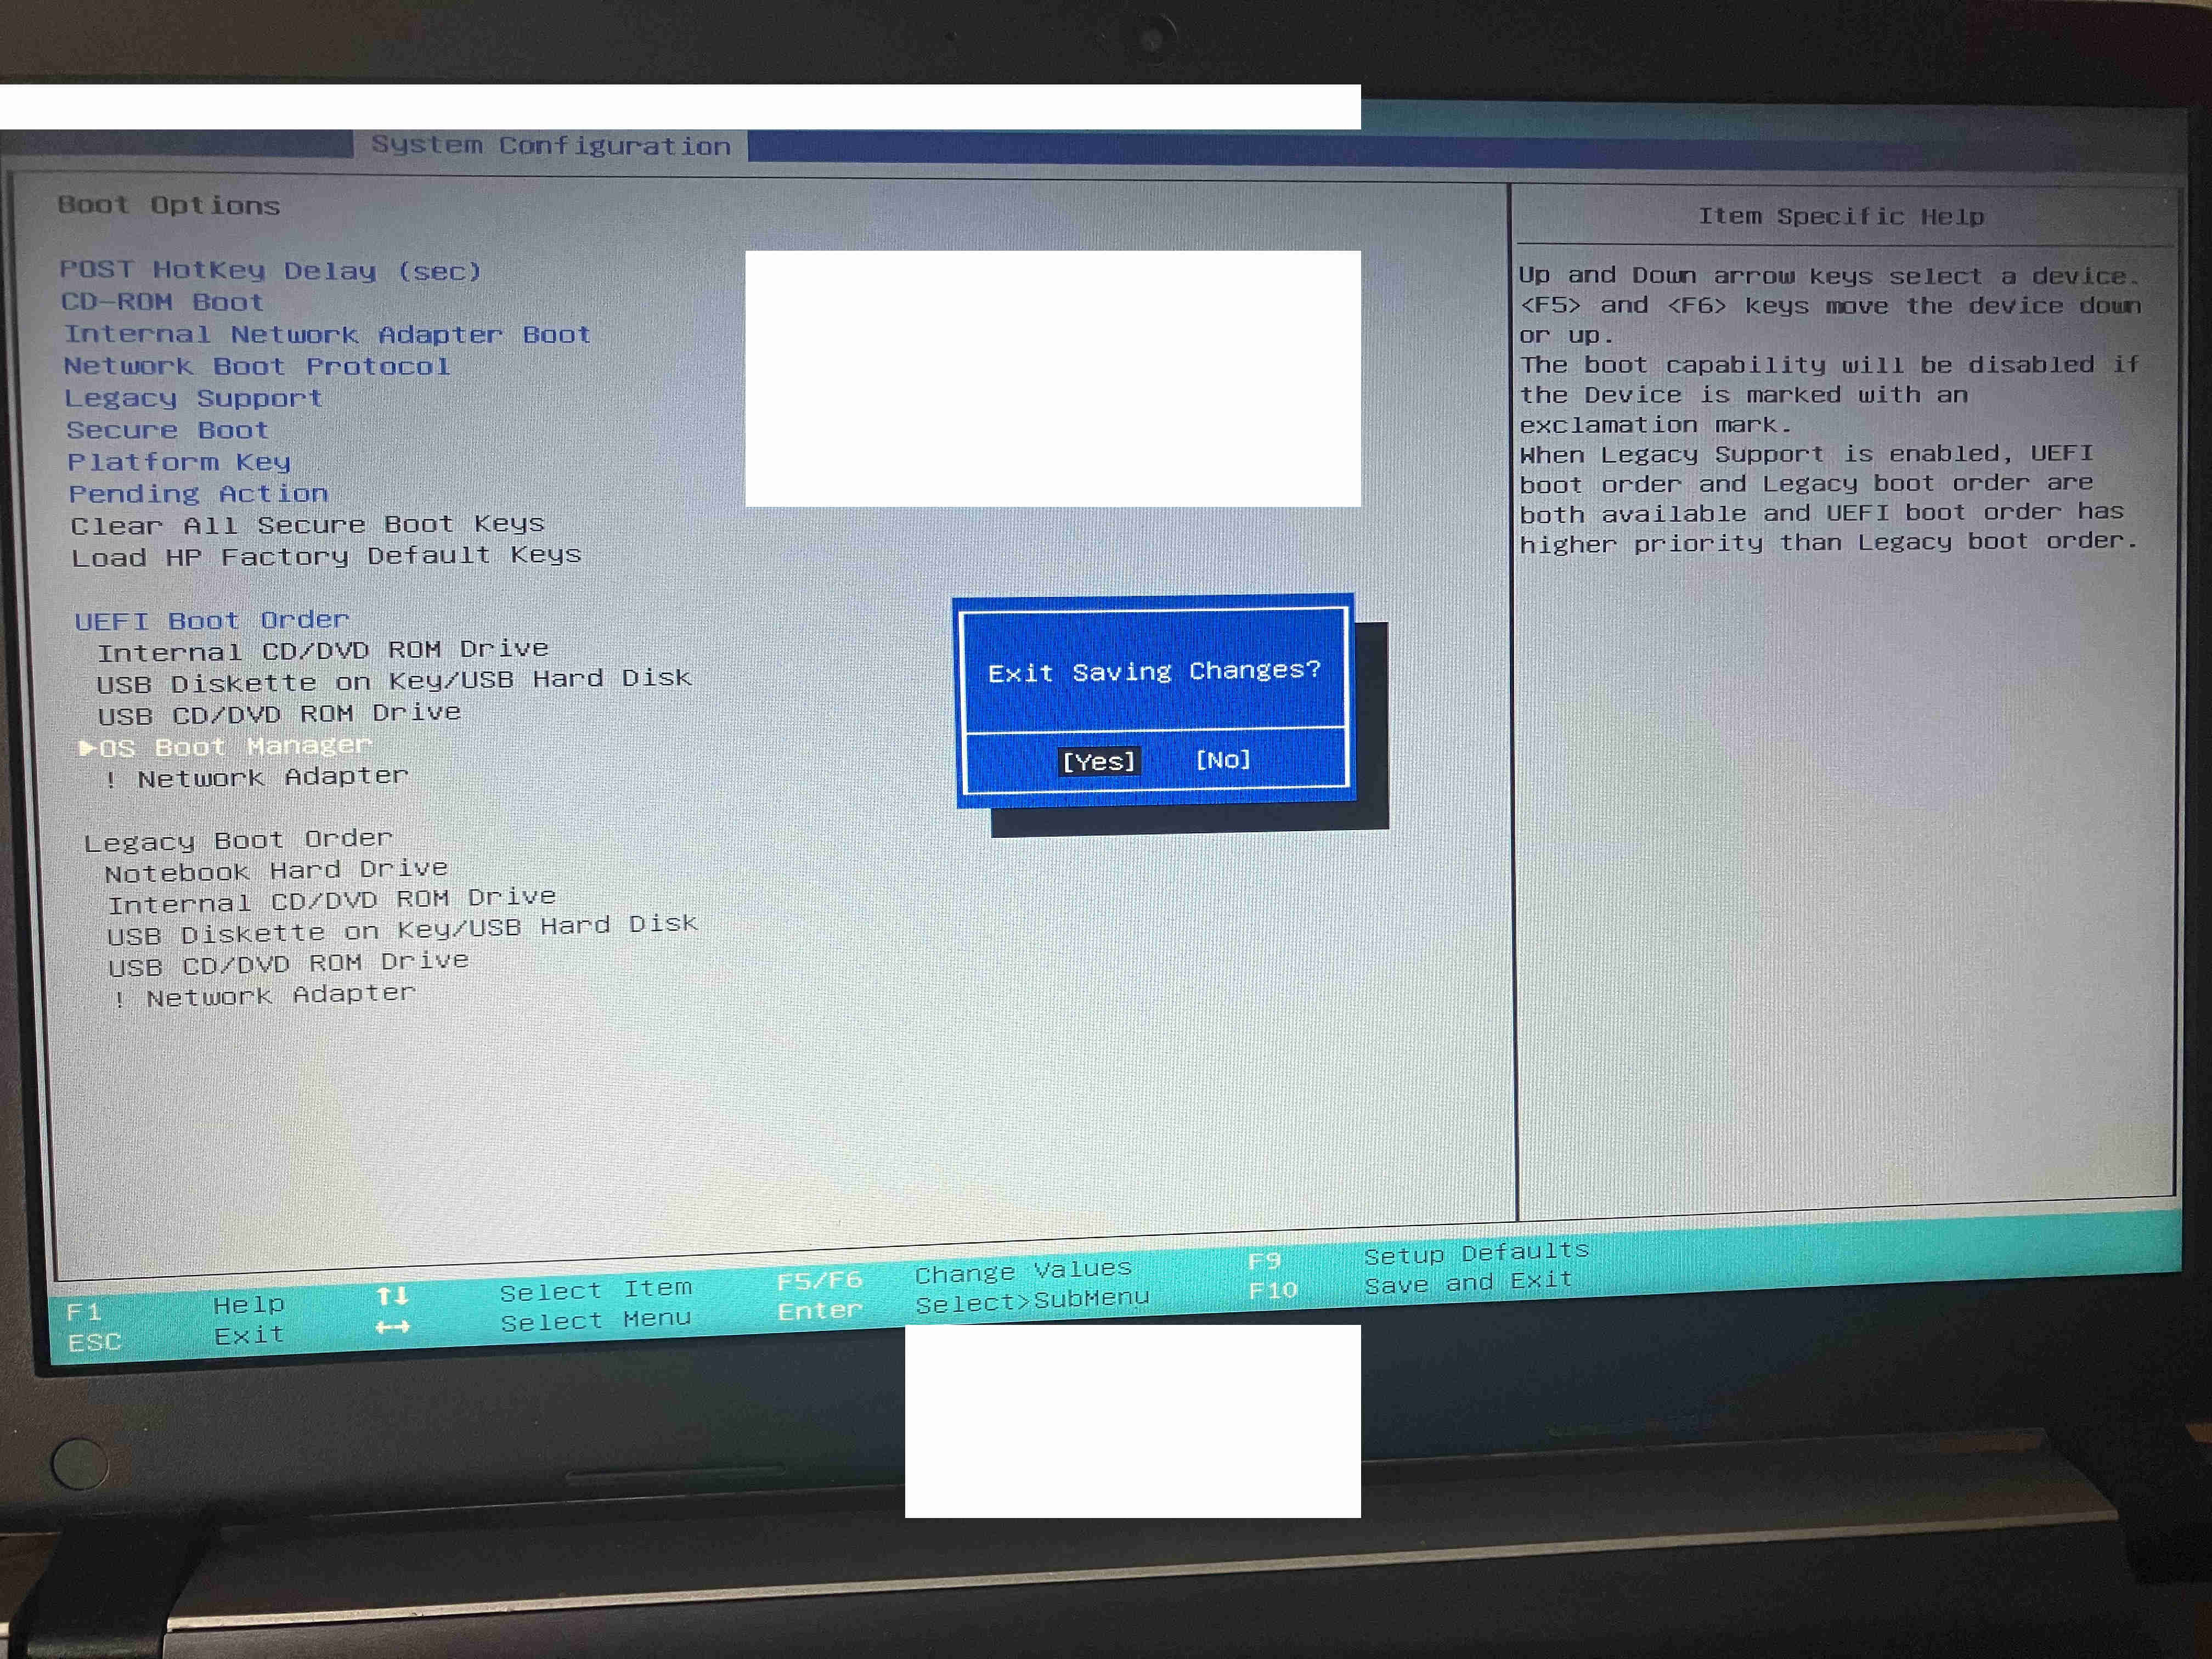 System Configuration
Boot Options
Item Specific Help
POST HotKey Delay (sec)
CD-ROM Boot
Internal Network Adapter Boot
Network Boot Protocol
Legacy Support
Secure Boot
Platform Key
Pending Action
Clear All Secure Boot Keys
Load HP Factory Default Keys
UEFI Boot Order
Internal CD/DVD ROM Drive
USB Diskette on Key/USB Hard Disk
USB CD/DVD ROM Drive
▶OS Boot Manager
! Network Adapter
Legacy Boot Order
Notebook Hard Drive
Internal CD/DVD ROM Drive
USB Diskette on Key/USB Hard Disk
USB CD/DVD ROM Drive
! Network Adapter
Up and Down arrow keys select a device.
<F5> and <F6> keys move the device down
or up.
The boot capability will be disabled if
the Device is marked with an
exclamation mark.
When Legacy Support is enabled, UEFI
boot order and Legacy boot order are
both available and UEFI boot order has
higher priority than Legacy boot order.
Exit Saving Changes?
[Yes] [No]
F1 Help ↑↓ Select Item F5/F6 Change Values F9 Setup Defaults
ESC Exit ↔ Select Menu Enter Select>SubMenu F10 Save and Exit